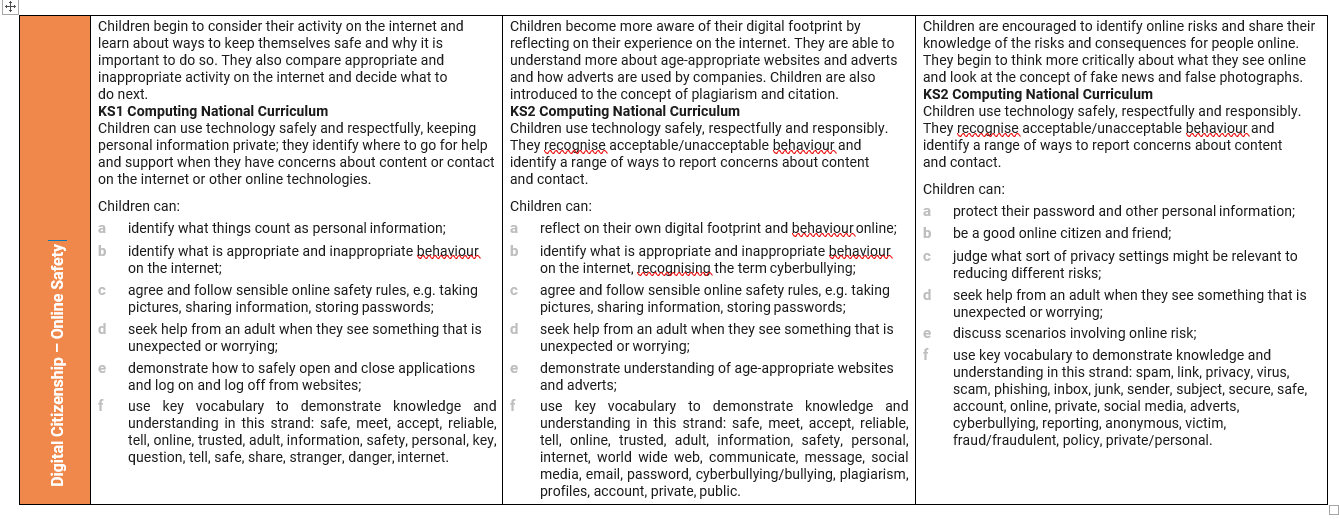 Digital Citizenship – Online Safety
Children begin to consider their activity on the internet and
learn about ways to keep themselves safe and why it is
important to do so. They also compare appropriate and
inappropriate activity on the internet and decide what to
do next.
KS1 Computing National Curriculum
Children can use technology safely and respectfully, keeping
personal information private; they identify where to go for help
and support when they have concerns about content or contact
on the internet or other online technologies.
Children can:
a identify what things count as personal information;
b identify what is appropriate and inappropriate behaviour
on the internet;
c agree and follow sensible online safety rules, e.g. taking
pictures, sharing information, storing passwords;
d seek help from an adult when they see something that is
unexpected or worrying;
e demonstrate how to safely open and close applications
and log on and log off from websites;
f use key vocabulary to demonstrate knowledge and
understanding in this strand: safe, meet, accept, reliable,
tell, online, trusted, adult, information, safety, personal, key,
question, tell, safe, share, stranger, danger, internet.
Children become more aware of their digital footprint by
reflecting on their experience on the internet. They are able to
understand more about age-appropriate websites and adverts
and how adverts are used by companies. Children are also
introduced to the concept of plagiarism and citation.
KS2 Computing National Curriculum
Children use technology safely, respectfully and responsibly.
They recognise acceptable/unacceptable behaviour and
identify a range of ways to report concerns about content
and contact.
Children can:
a reflect on their own digital footprint and behaviour online;
b identify what is appropriate and inappropriate behaviour
on the internet, recognising the term cyberbullying;
c agree and follow sensible online safety rules, e.g. taking
pictures, sharing information, storing passwords;
d seek help from an adult when they see something that is
unexpected or worrying;
e demonstrate understanding of age-appropriate websites
and adverts;
f use key vocabulary to demonstrate knowledge and
understanding in this strand: safe, meet, accept, reliable,
tell, online, trusted, adult, information, safety, personal,
internet, world wide web, communicate, message, social
media, email, password, cyberbullying/bullying, plagiarism,
profiles, account, private, public.
Children are encouraged to identify online risks and share their
knowledge of the risks and consequences for people online.
They begin to think more critically about what they see online
and look at the concept of fake news and false photographs.
KS2 Computing National Curriculum
Children use technology safely, respectfully and responsibly.
They recognise acceptable/unacceptable behaviour and
identify a range of ways to report concerns about content
and contact.
Children can:
a protect their password and other personal information;
b be a good online citizen and friend;
c judge what sort of privacy settings might be relevant to
reducing different risks;
d seek help from an adult when they see something that is
unexpected or worrying;
e discuss scenarios involving online risk;
f use key vocabulary to demonstrate knowledge and
understanding in this strand: spam, link, privacy, virus,
scam, phishing, inbox, junk, sender, subject, secure, safe,
account, online, private, social media, adverts,
cyberbullying, reporting, anonymous, victim,
fraud/fraudulent, policy, private/personal.